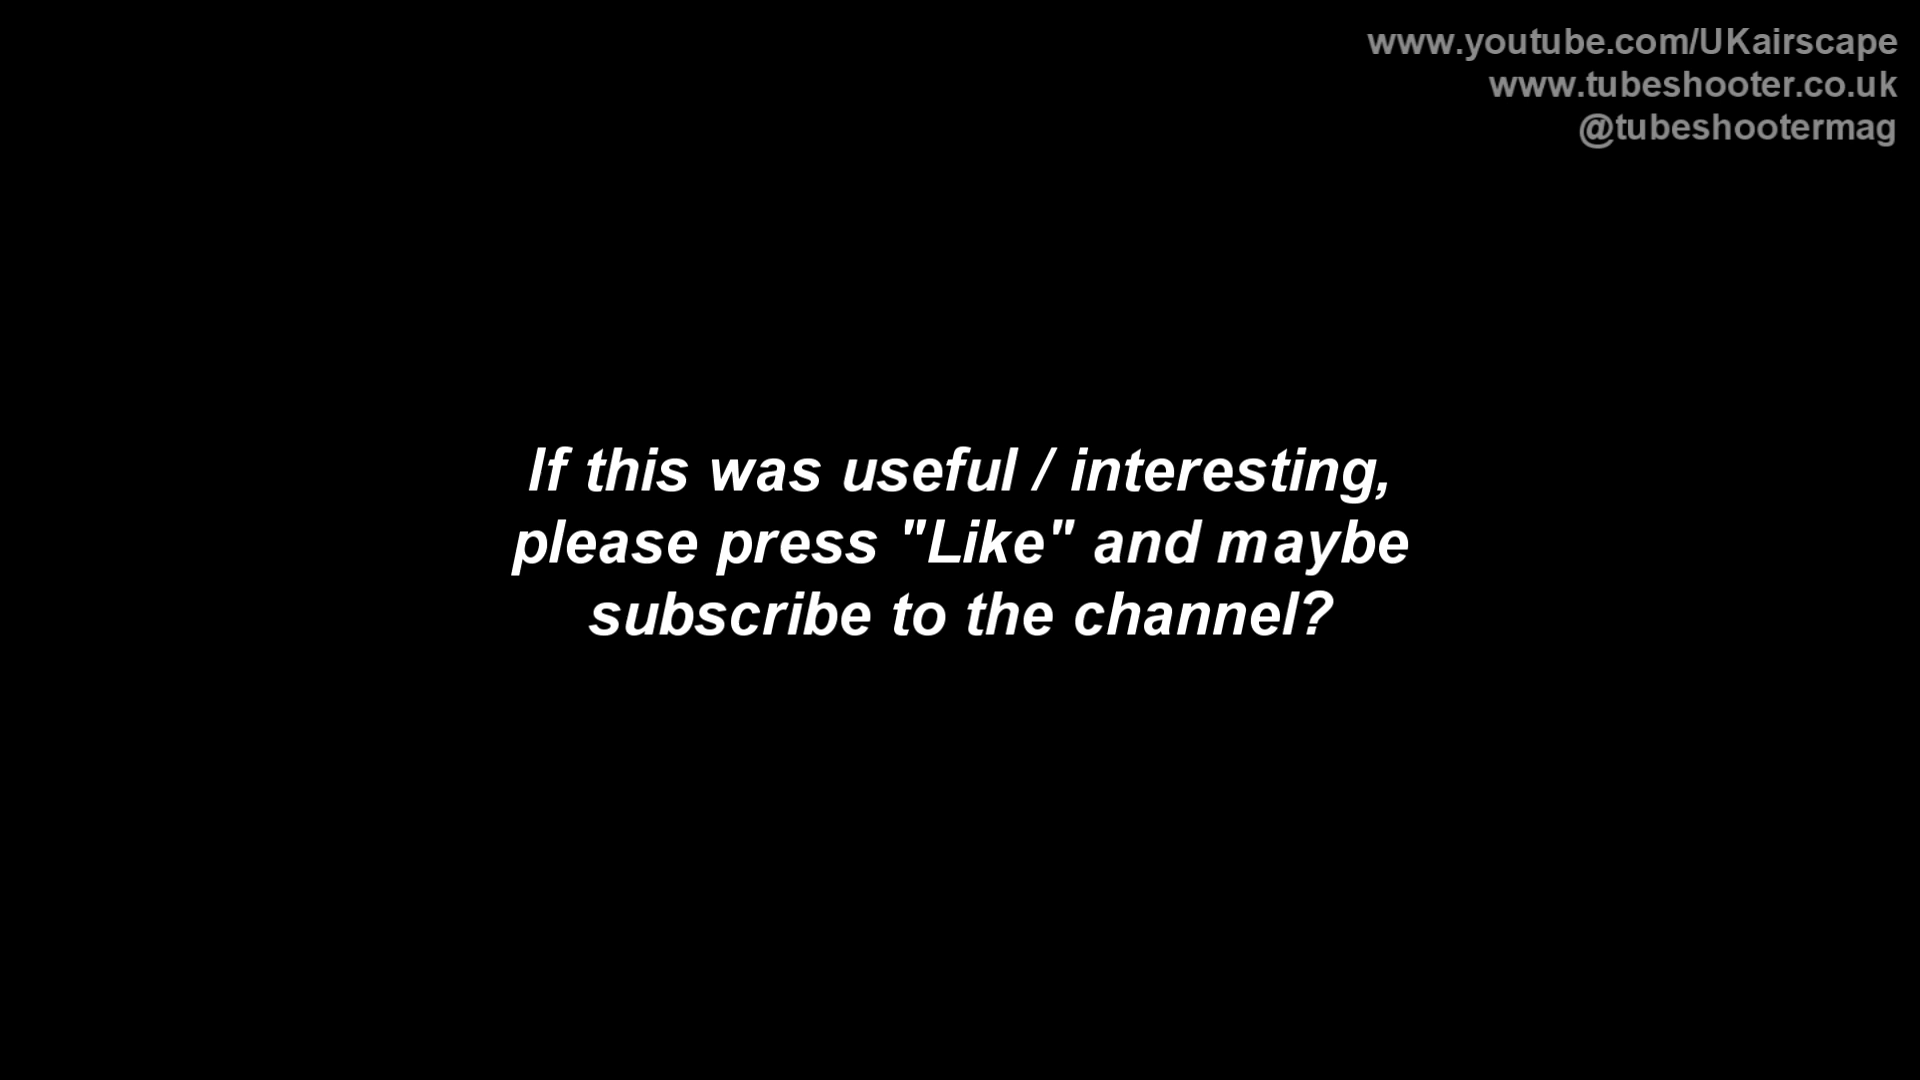 www.youtube.com/UKairscape
www.tubeshooter.co.uk
@tubeshootermag
If this was useful / interesting,
please press "Like" and maybe
subscribe to the channel?